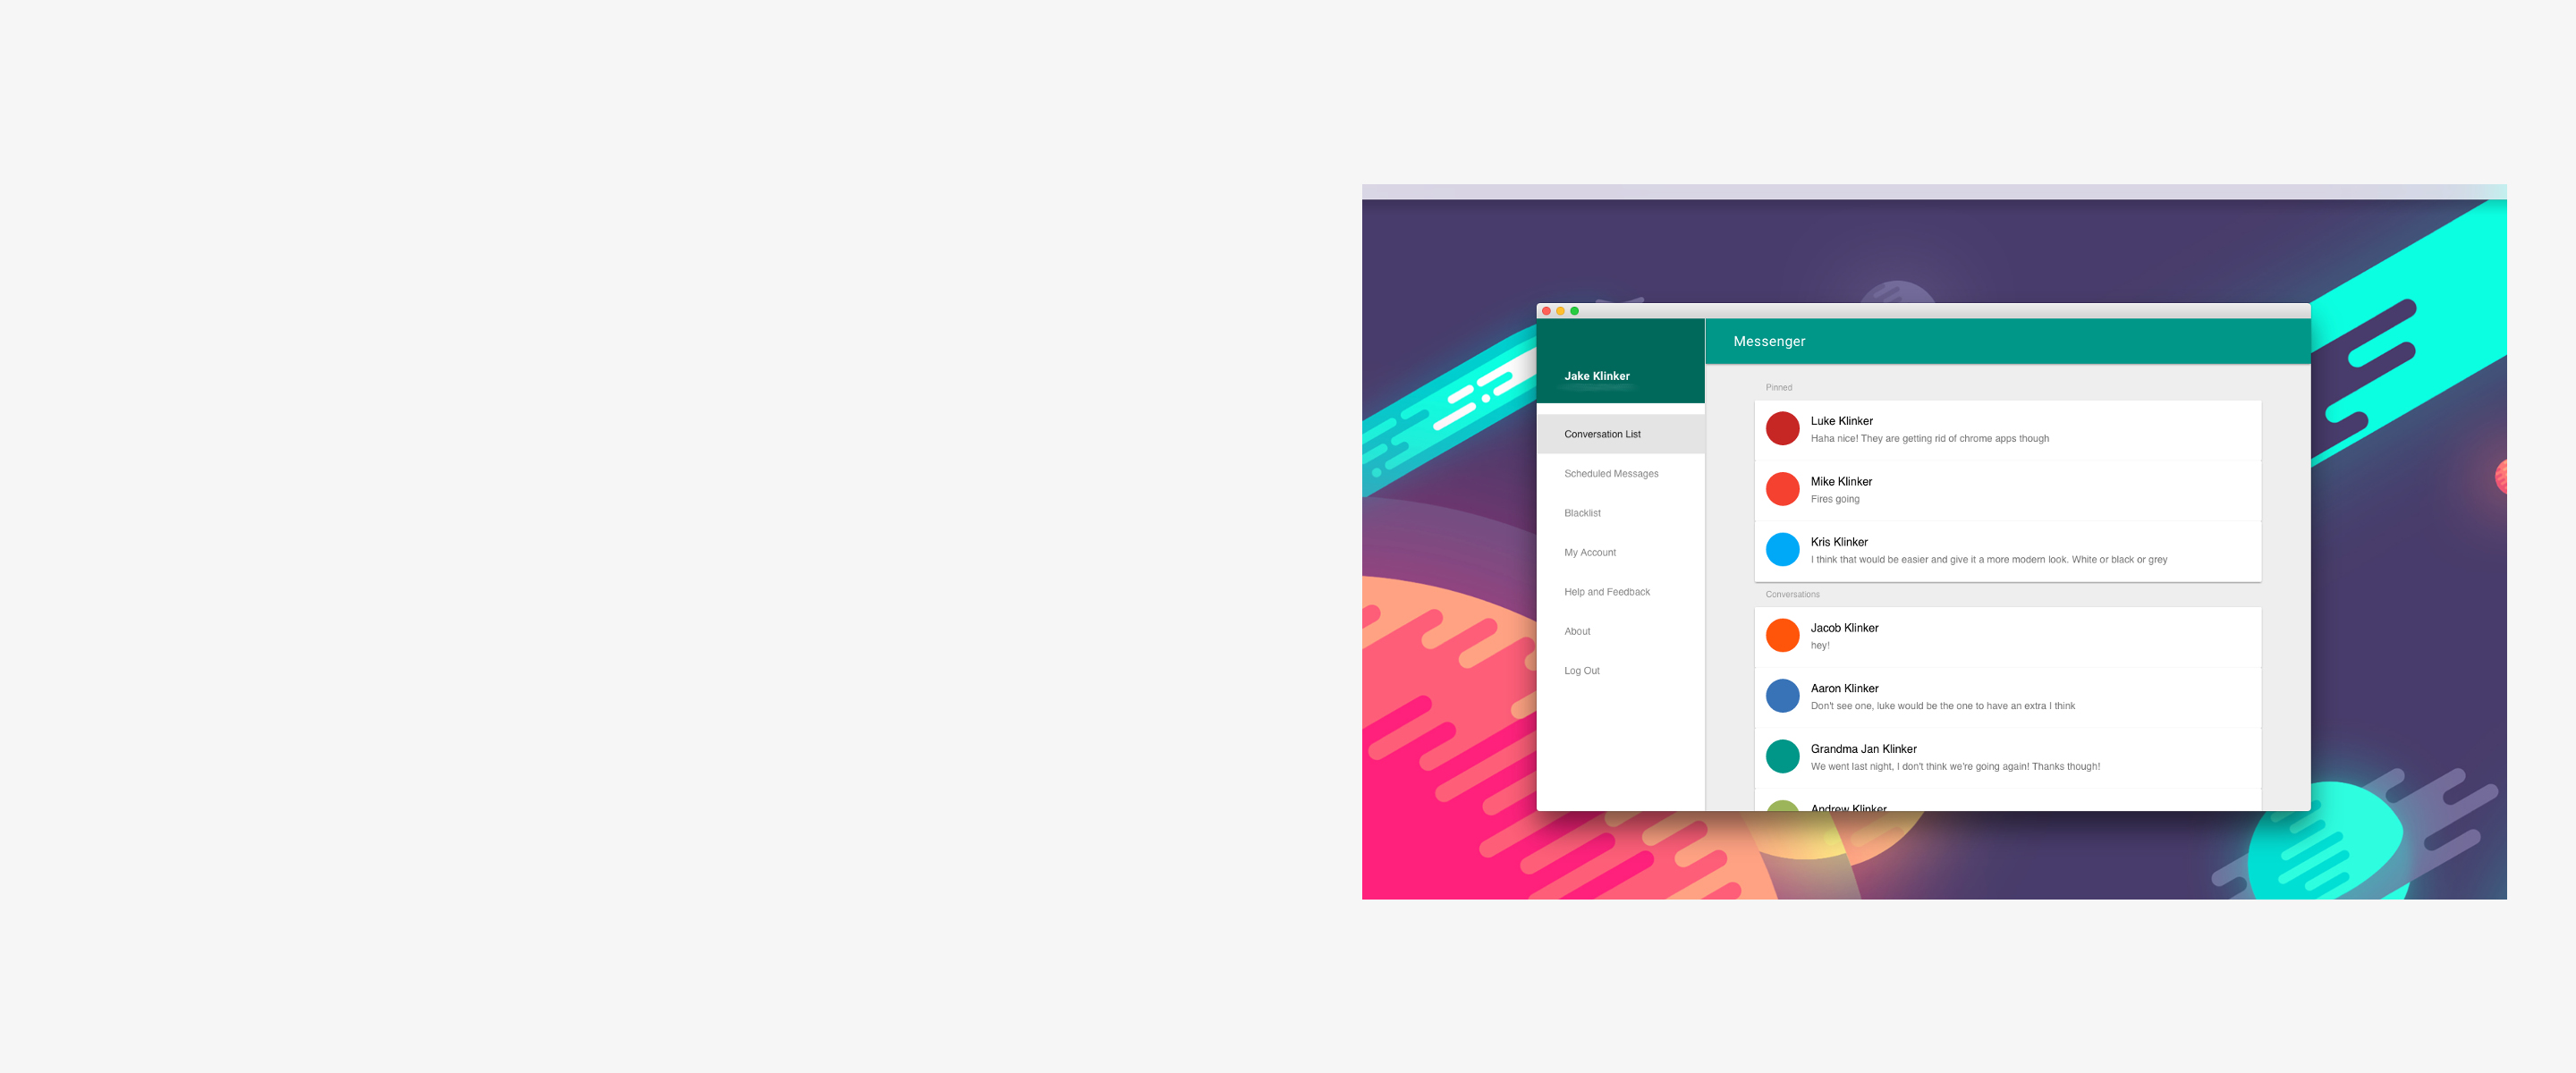 Messenger
Jake Klinker
Conversation List
Scheduled Messages
Blacklist
My Account
Help and Feedback
About
Log Out
Pinned
Luke Klinker
Haha nice! They are getting rid of chrome apps though
Mike Klinker
Fires going
Kris Klinker
I think that would be easier and give it a more modern look. White or black or grey
Conversations
Jacob Klinker
hey!
Aaron Klinker
Don't see one, luke would be the one to have an extra I think
Grandma Jan Klinker
We went last night, I don't think we're going again! Thanks though!
Andrew Klinker